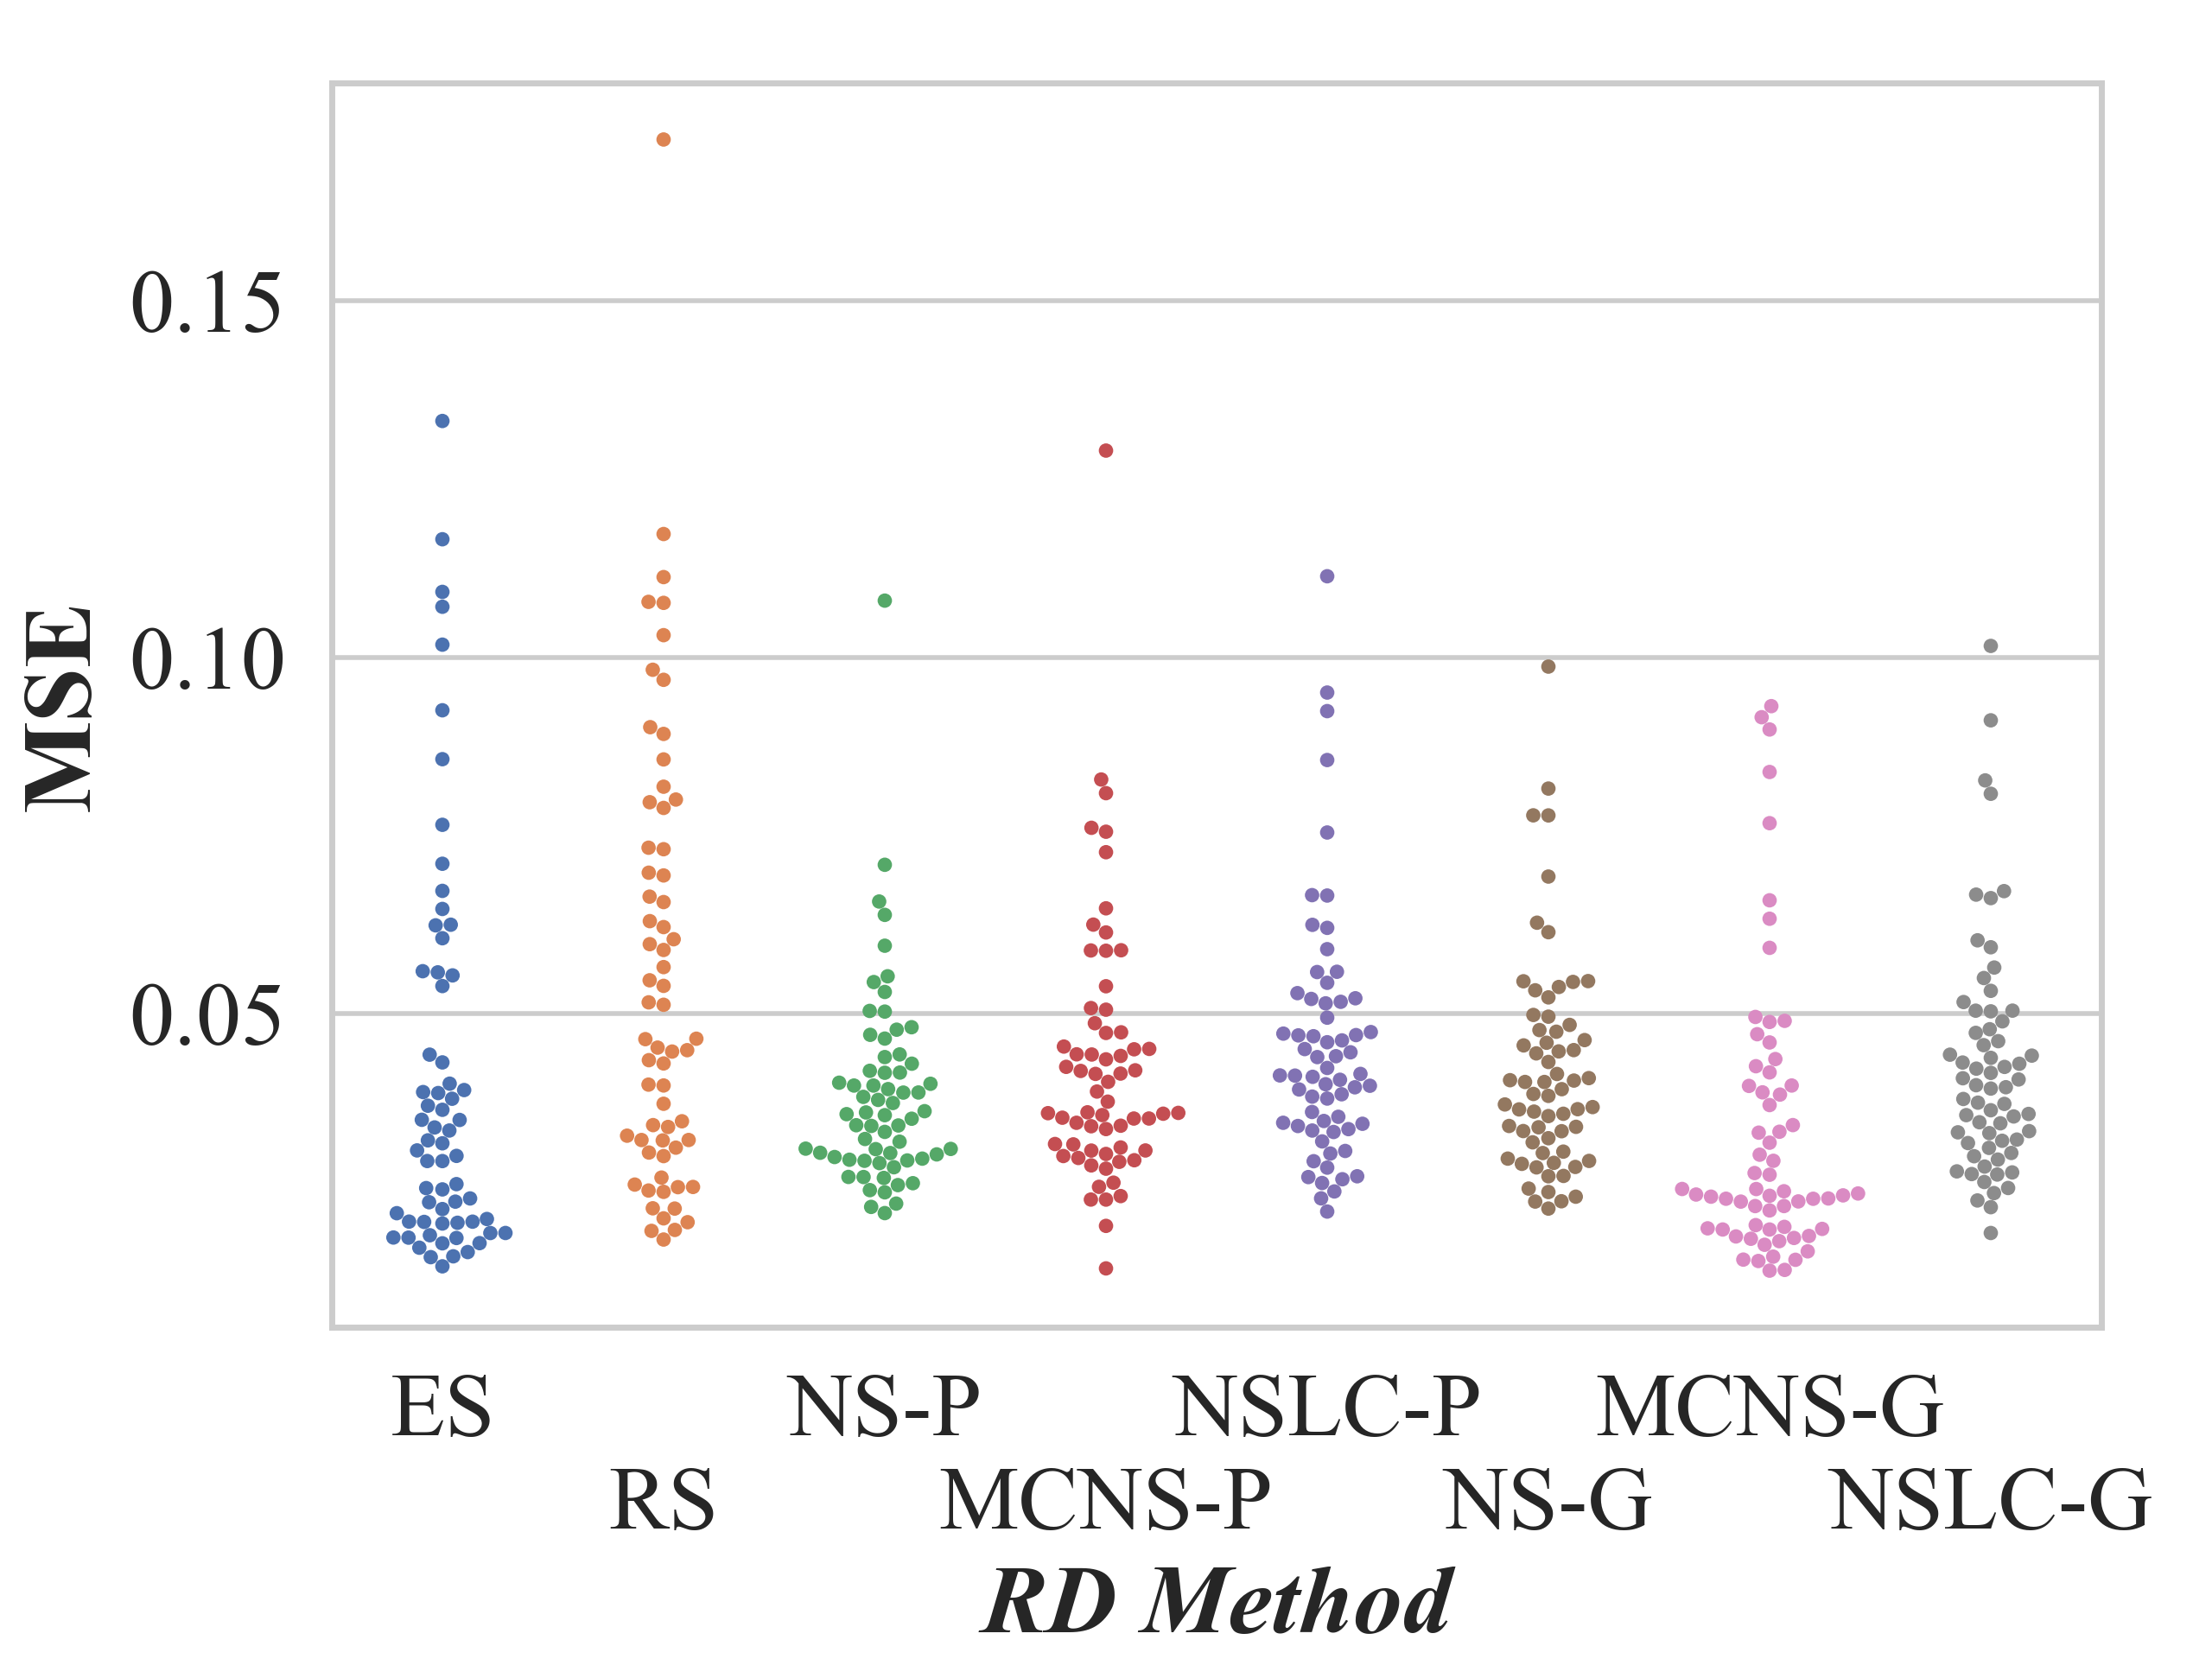 MSE
0.15
0.10
0.05
ES NS-P NSLC-P MCNS-G
RS MCNS-P NS-G NSLC-G
RD Method